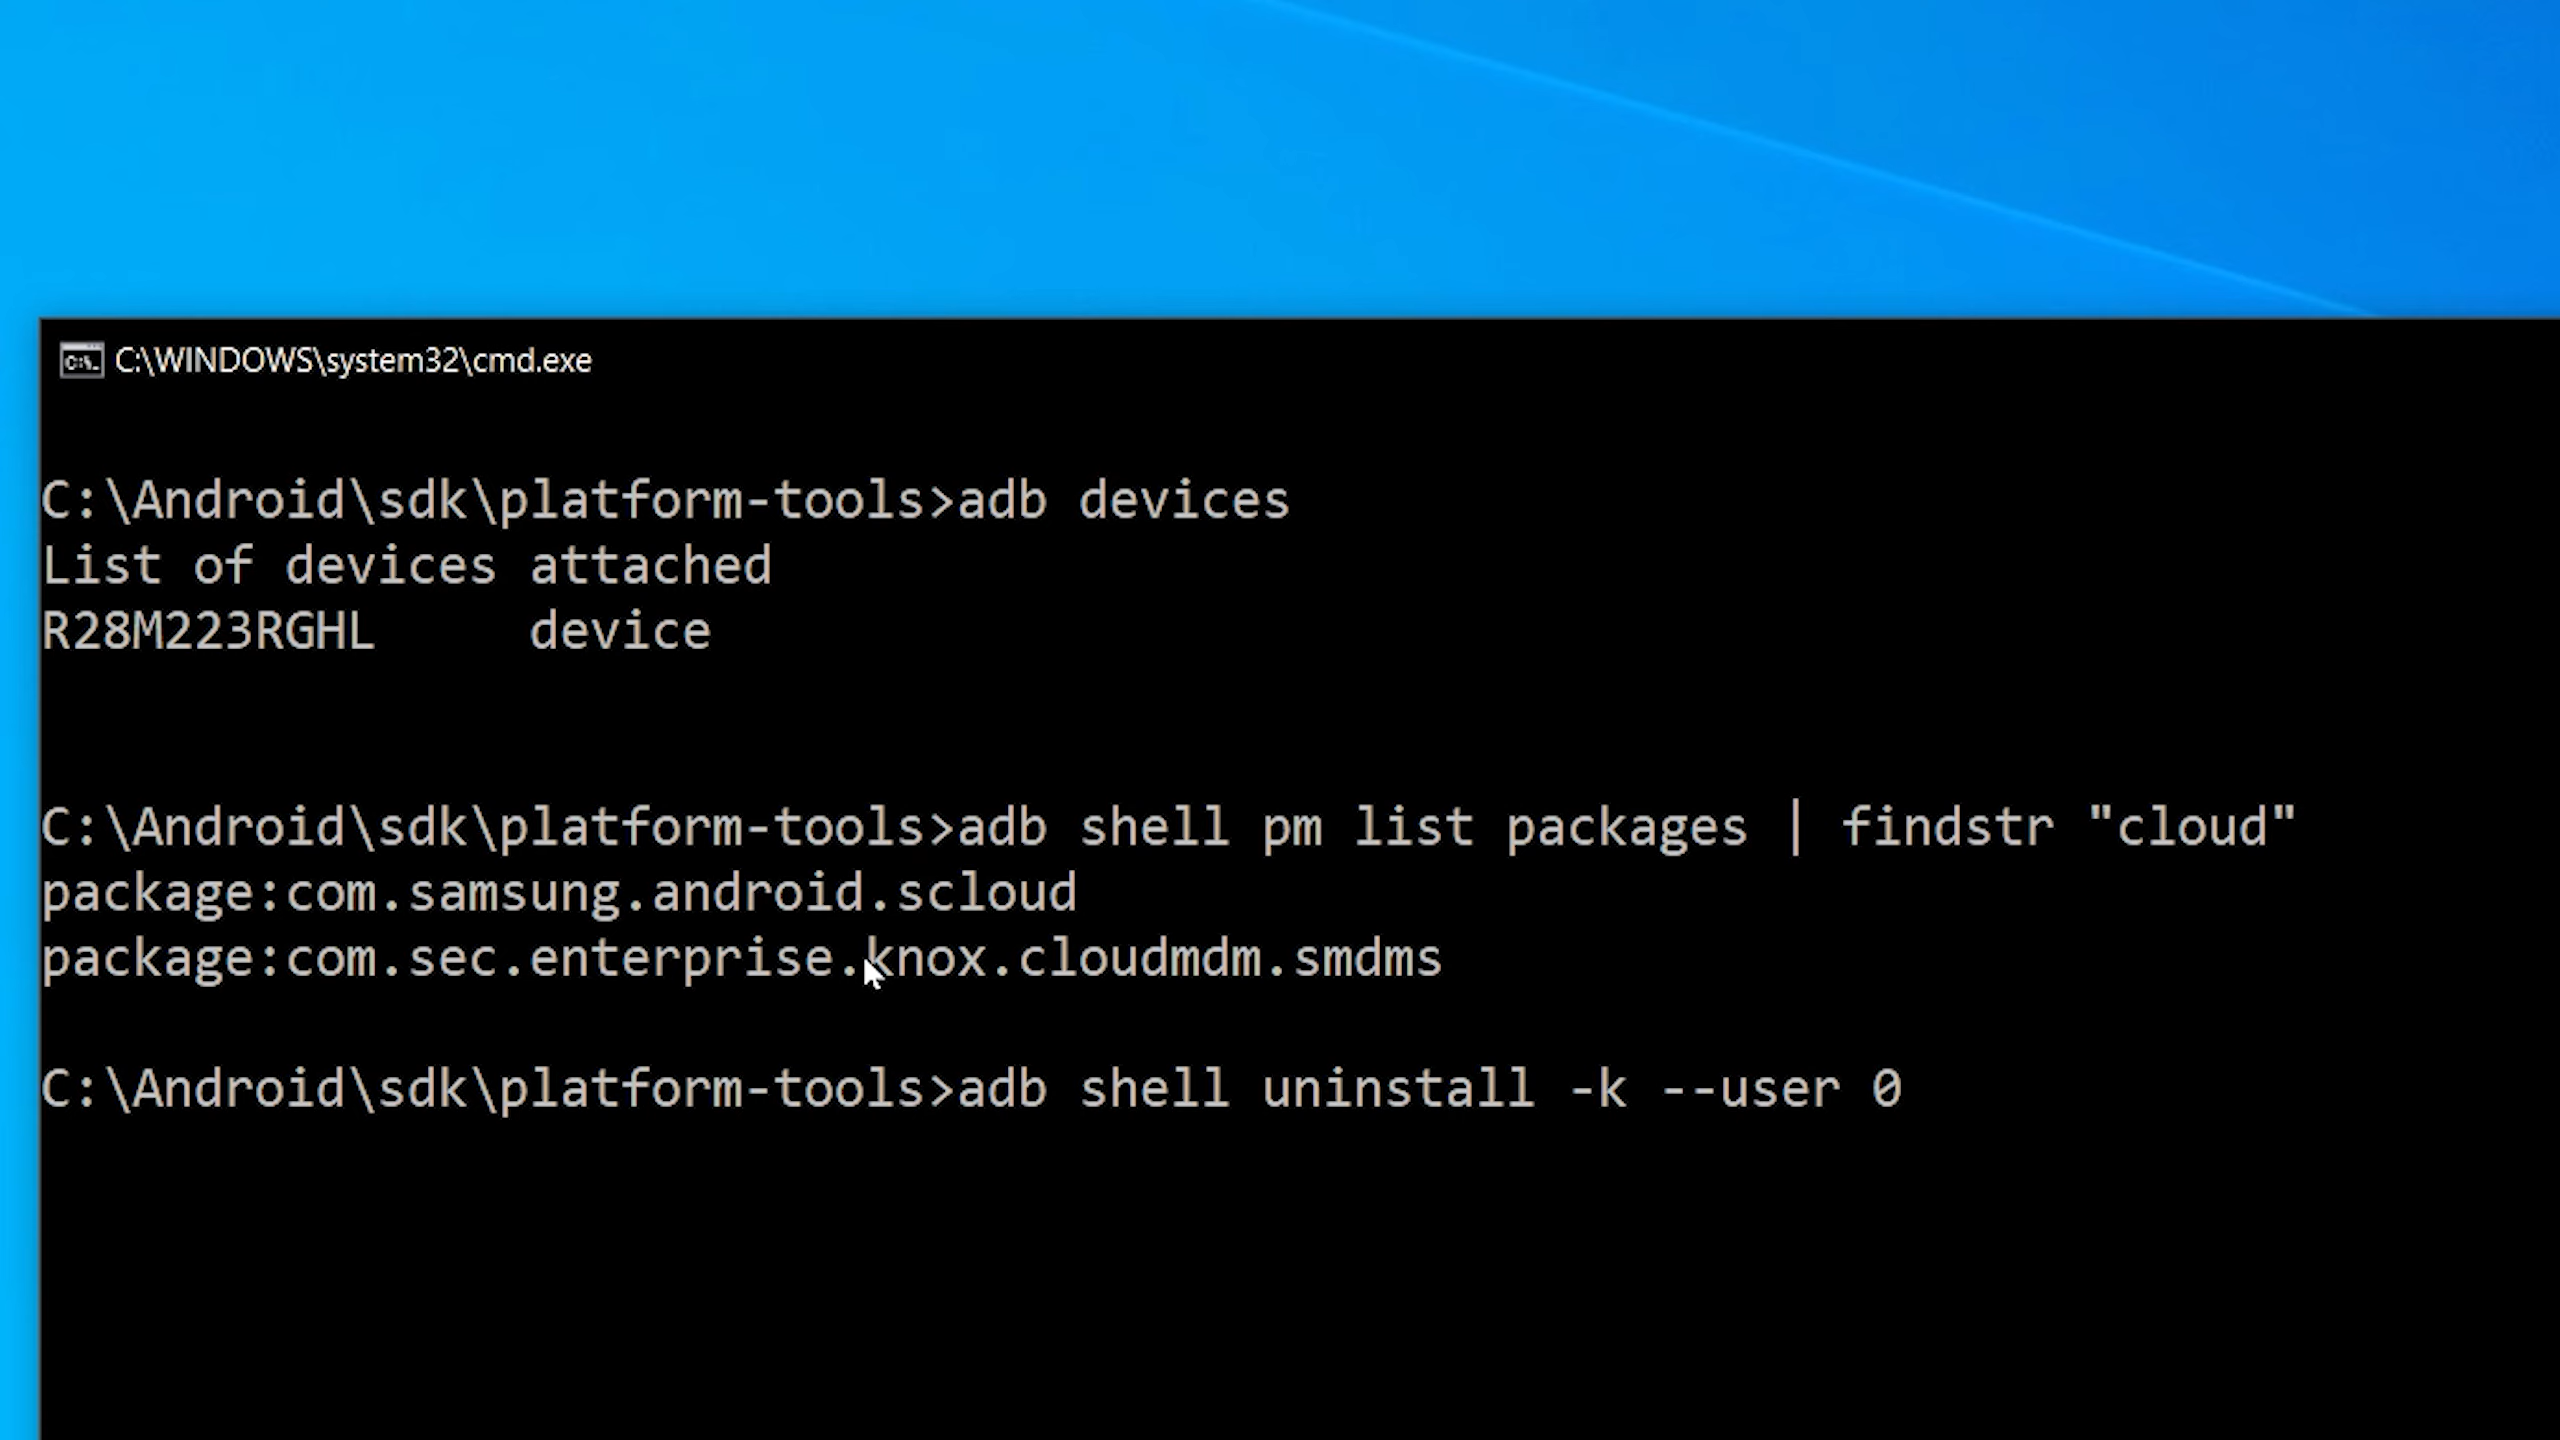 C:\WINDOWS\system32\cmd.exe
C:\Android\sdk\platform-tools>adb devices
List of devices attached
R28M223RGHL     device
C:\Android\sdk\platform-tools>adb shell pm list packages | findstr "cloud"
package:com.samsung.android.scloud
package:com.sec.enterprise.knox.cloudmdm.smdms
C:\Android\sdk\platform-tools>adb shell uninstall -k --user 0